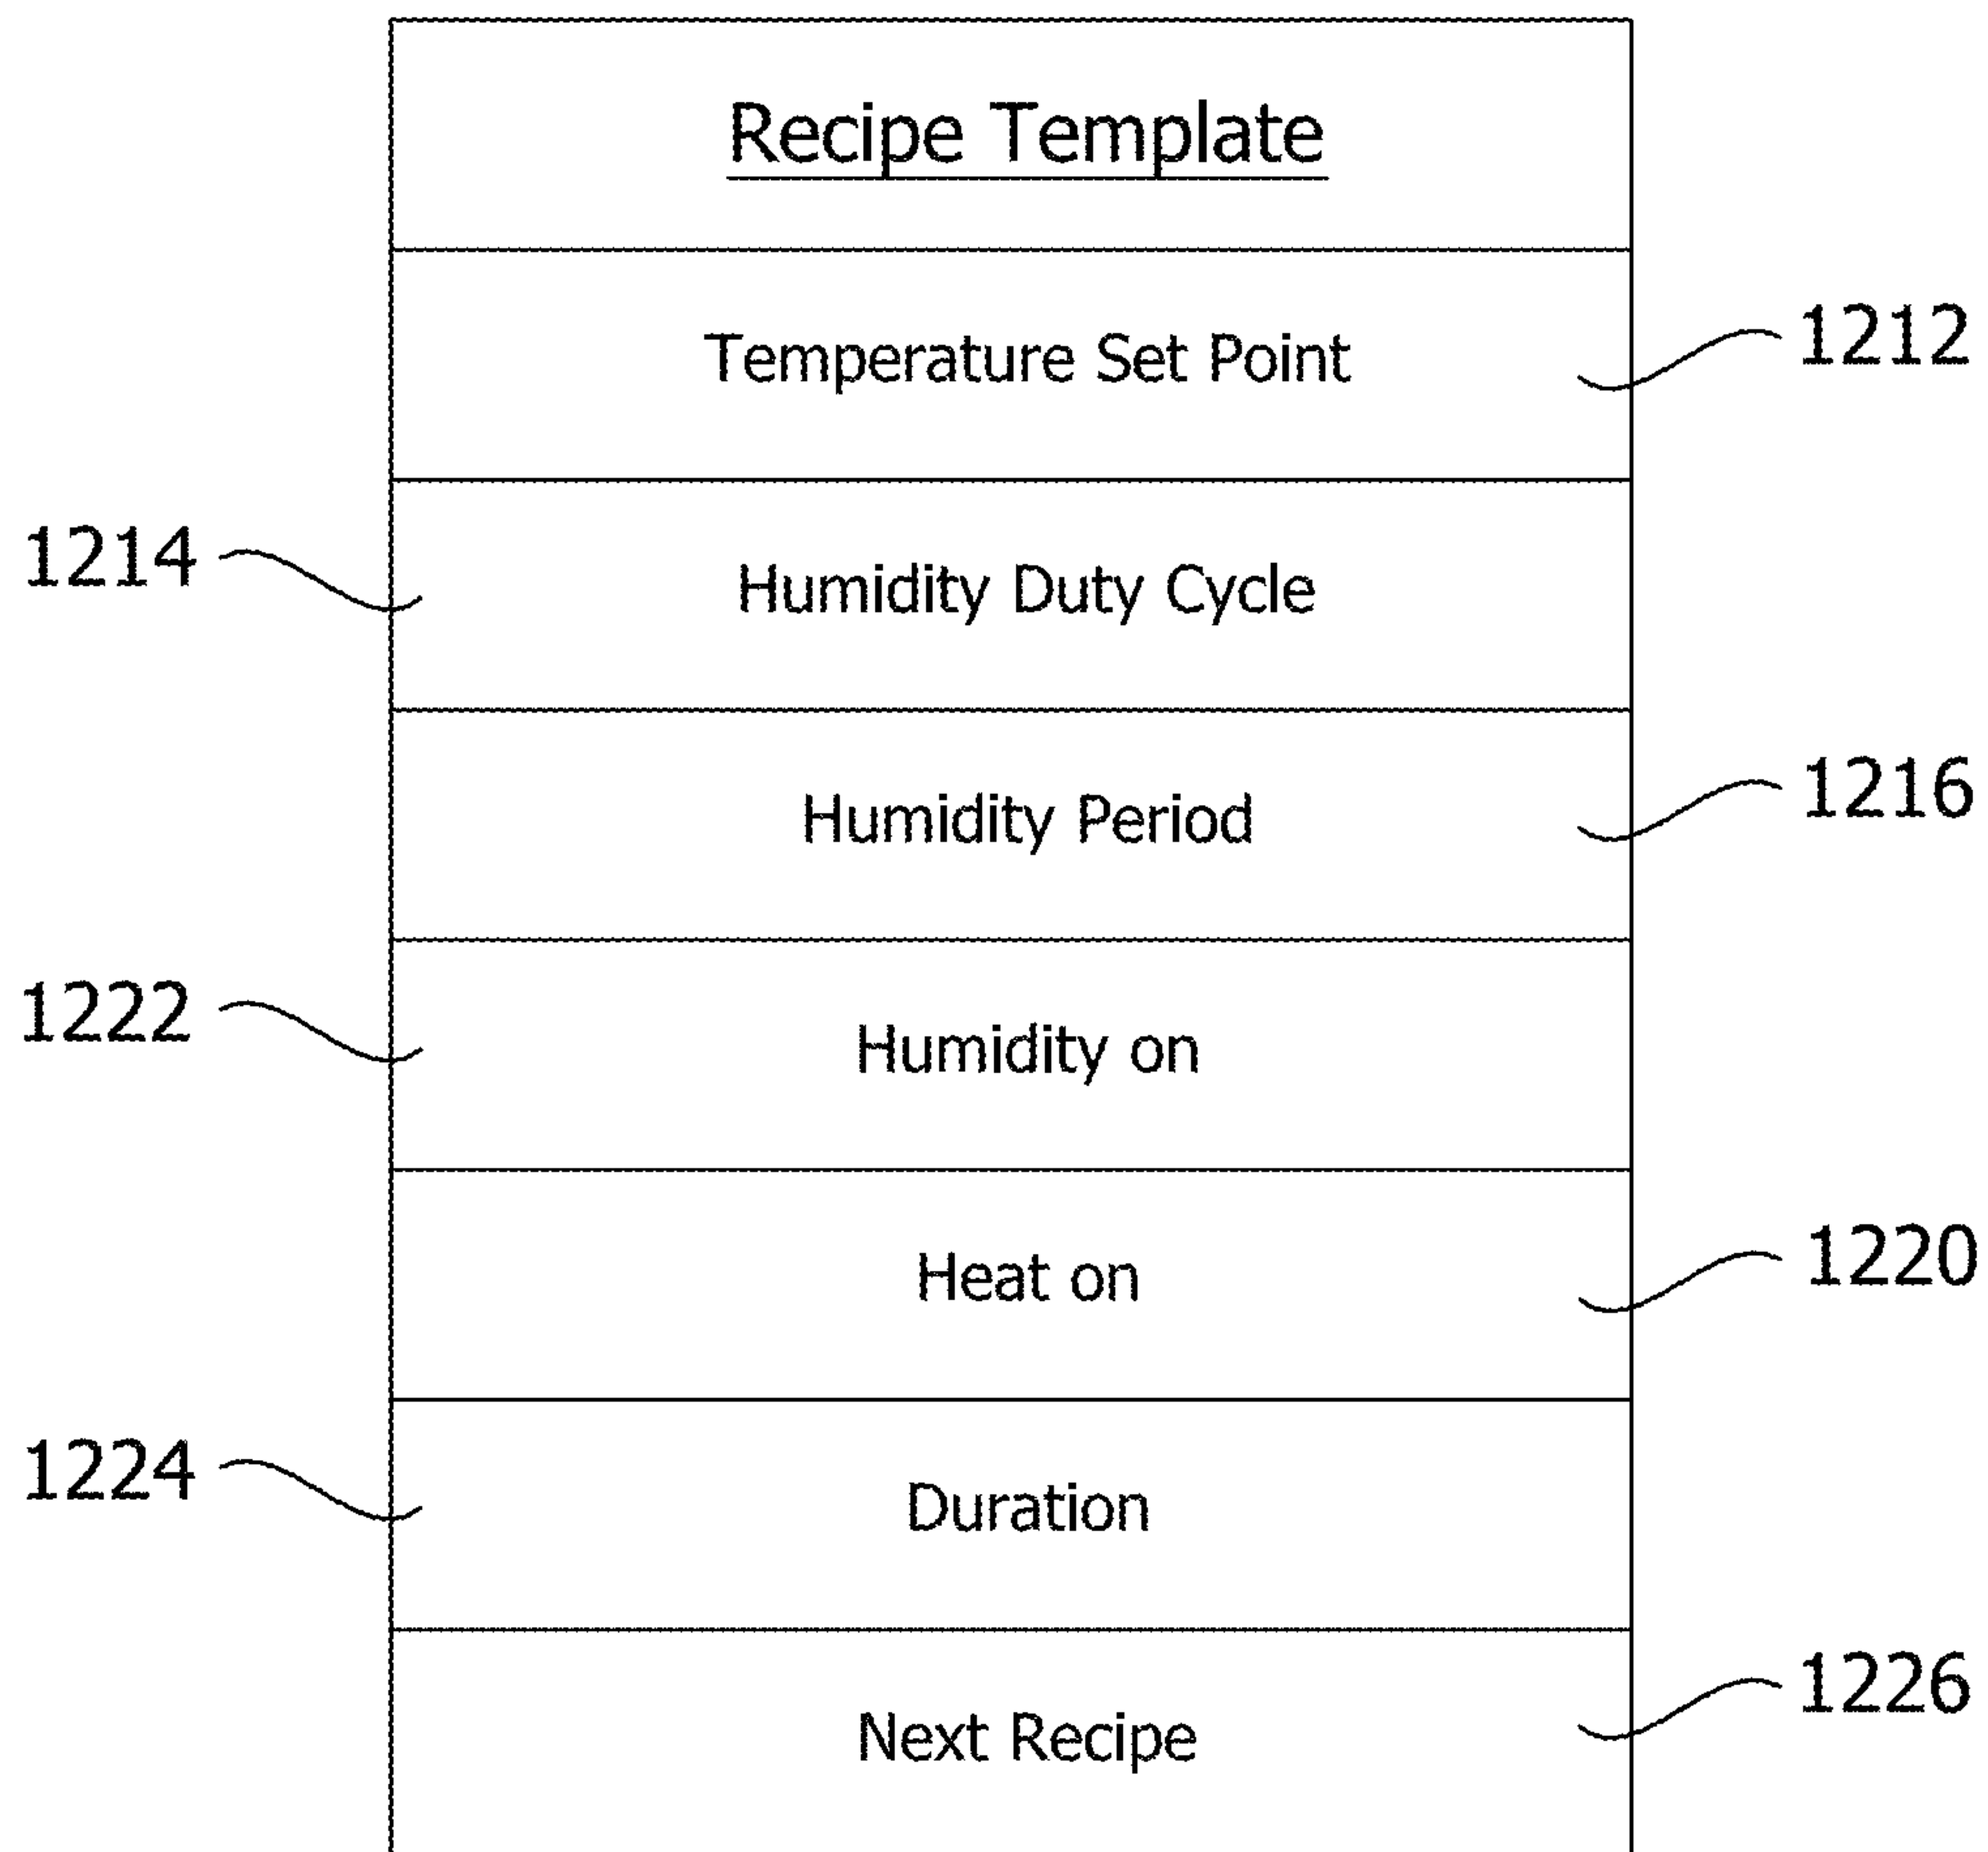 Recipe Template
Temperature Set Point
1212
1214
Humidity Duty Cycle
Humidity Period
1216
1222
Humidity on
Heat on
1220
1224
Duration
Next Recipe
1226